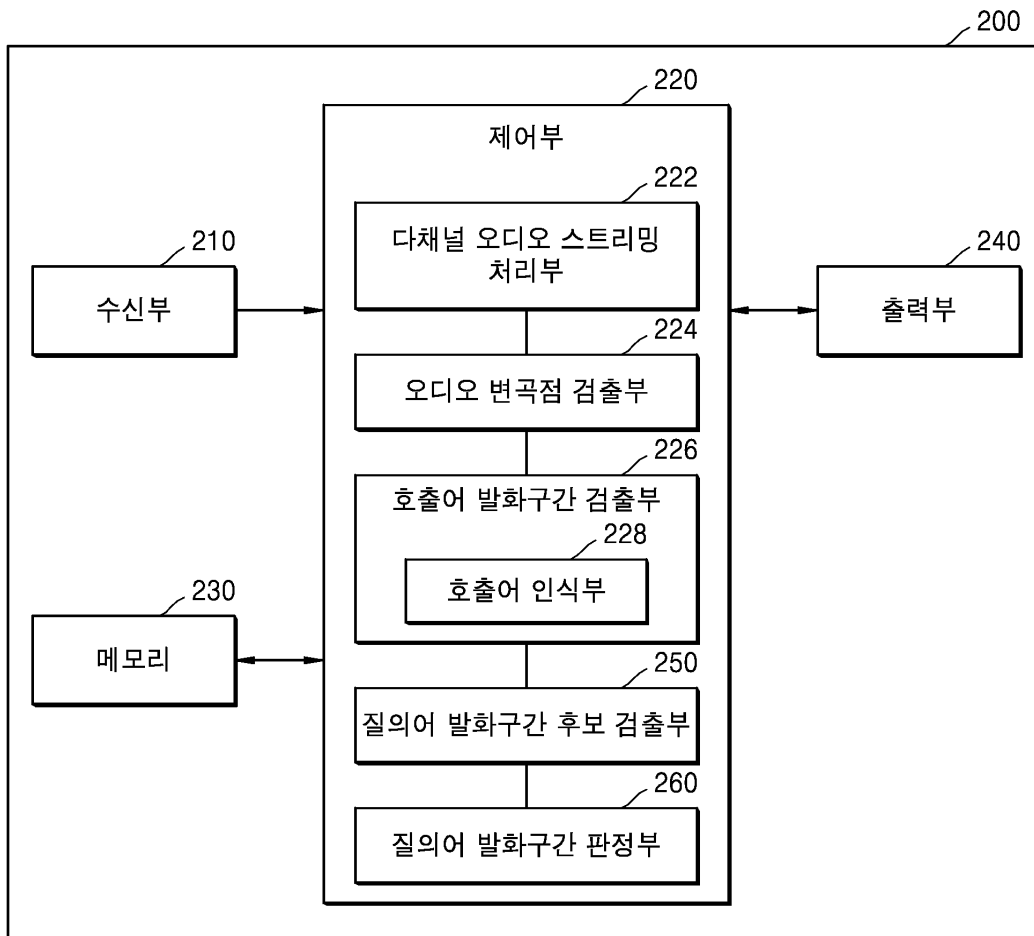 200
220
제어부
222
다채널 오디오 스트리밍
처리부
210
수신부
240
출력부
224
오디오 변곡점 검출부
226
호출어 발화구간 검출부
228
호출어 인식부
230
메모리
250
질의어 발화구간 후보 검출부
260
질의어 발화구간 판정부